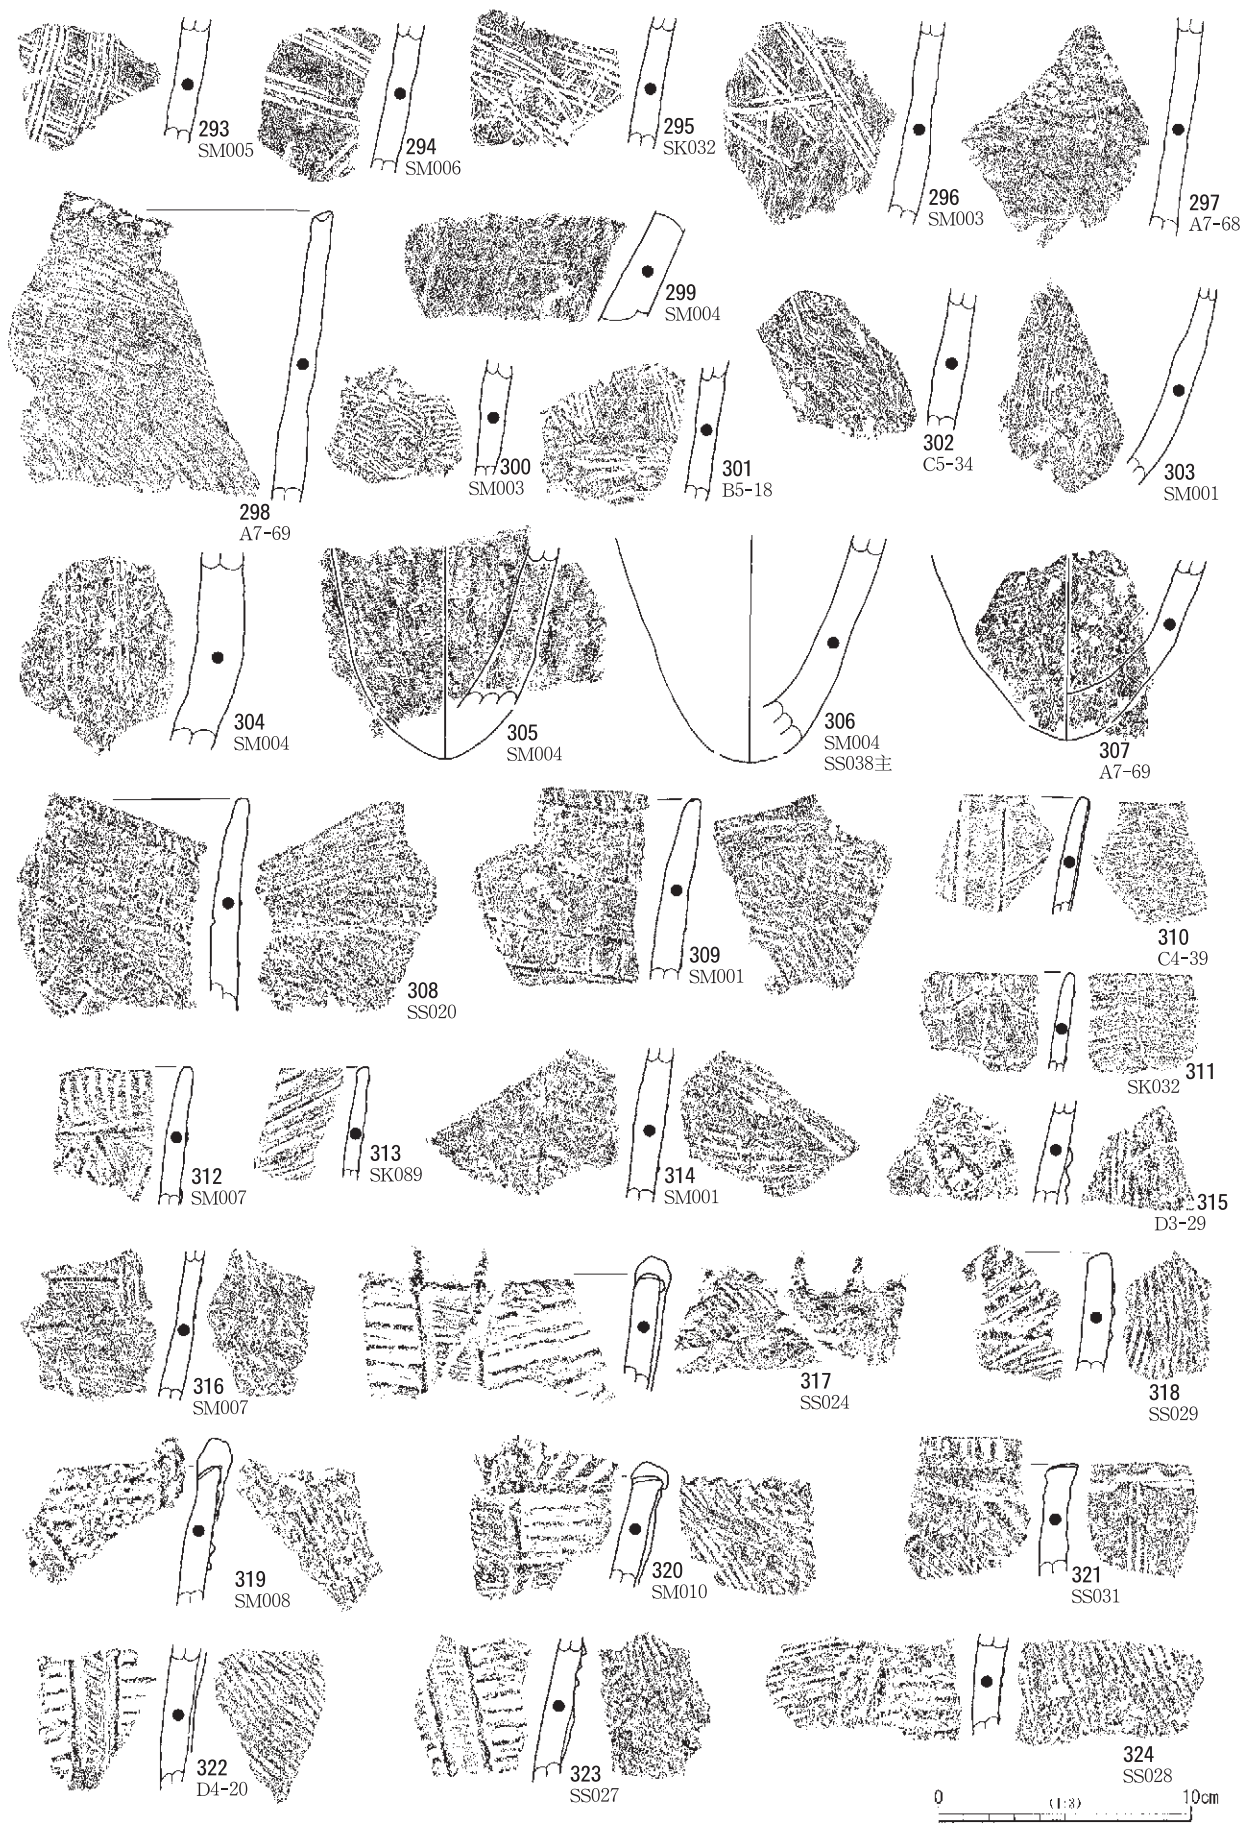 293
SM005
294
SM006
295
SK032
296
SM003
297
A7-68
298
A7-69
299
SM004
300
SM003
301
B5-18
302
C5-34
303
SM001
304
SM004
305
SM004
306
SM004
SS038主
307
A7-69
308
SS020
309
SM001
310
C4-39
311
SK032
312
SM007
313
SK089
314
SM001
315
D3-29
316
SM007
317
SS024
318
SS029
319
SM008
320
SM010
321
SS031
322
D4-20
323
SS027
324
SS028
0 (1:3) 10cm